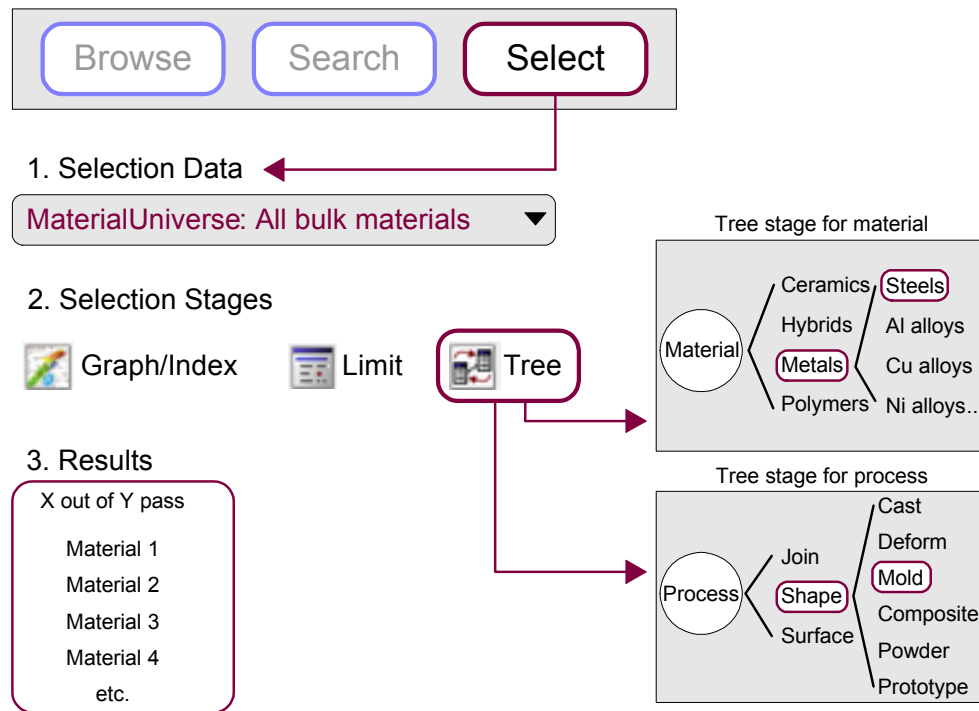 Browse
Search
Select
1. Selection Data
MaterialUniverse: All bulk materials
2. Selection Stages
Graph/Index
Limit
Tree
3. Results
X out of Y pass
Material 1
Material 2
Material 3
Material 4
etc.
Tree stage for material
Material
Ceramics
Hybrids
Metals
Polymers
Steels
Al alloys
Cu alloys
Ni alloys...
Tree stage for process
Process
Join
Shape
Surface
Cast
Deform
Mold
Composite
Powder
Prototype